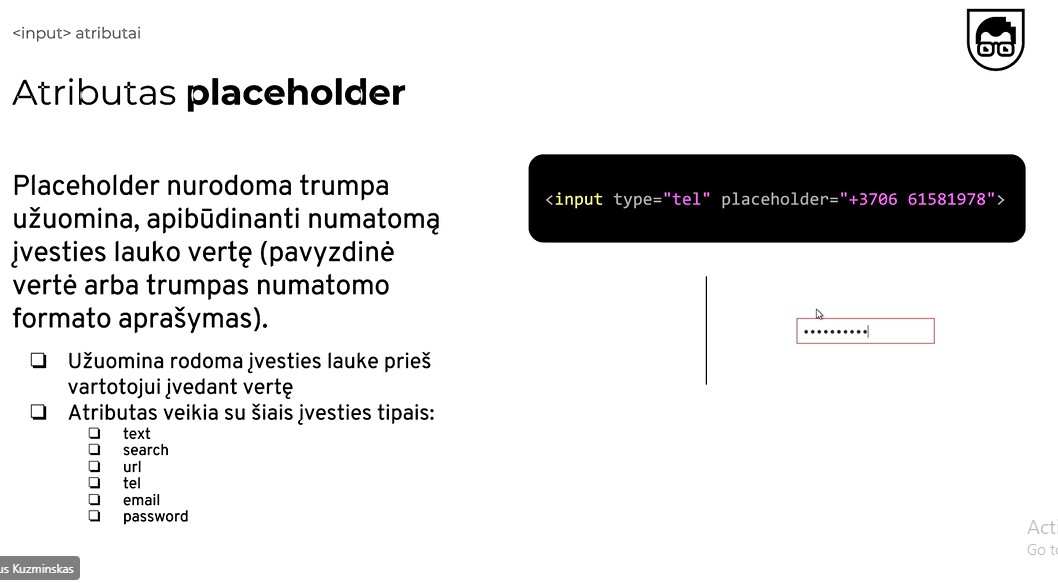 <input> atributai
Atributas placeholder
Placeholder nurodoma trumpa
užuomina, apibūdinanti numatomą
įvesties lauko vertę (pavyzdinė
vertė arba trumpas numatomo
formato aprašymas).
Užuomina rodoma įvesties lauke prieš
vartotojui įvedant vertę
Atributas veikia su šiais įvesties tipais:
text
search
url
tel
email
password
<input type="tel" placeholder="+3706 61581978">
••••••••••
Kuzminskas
Go